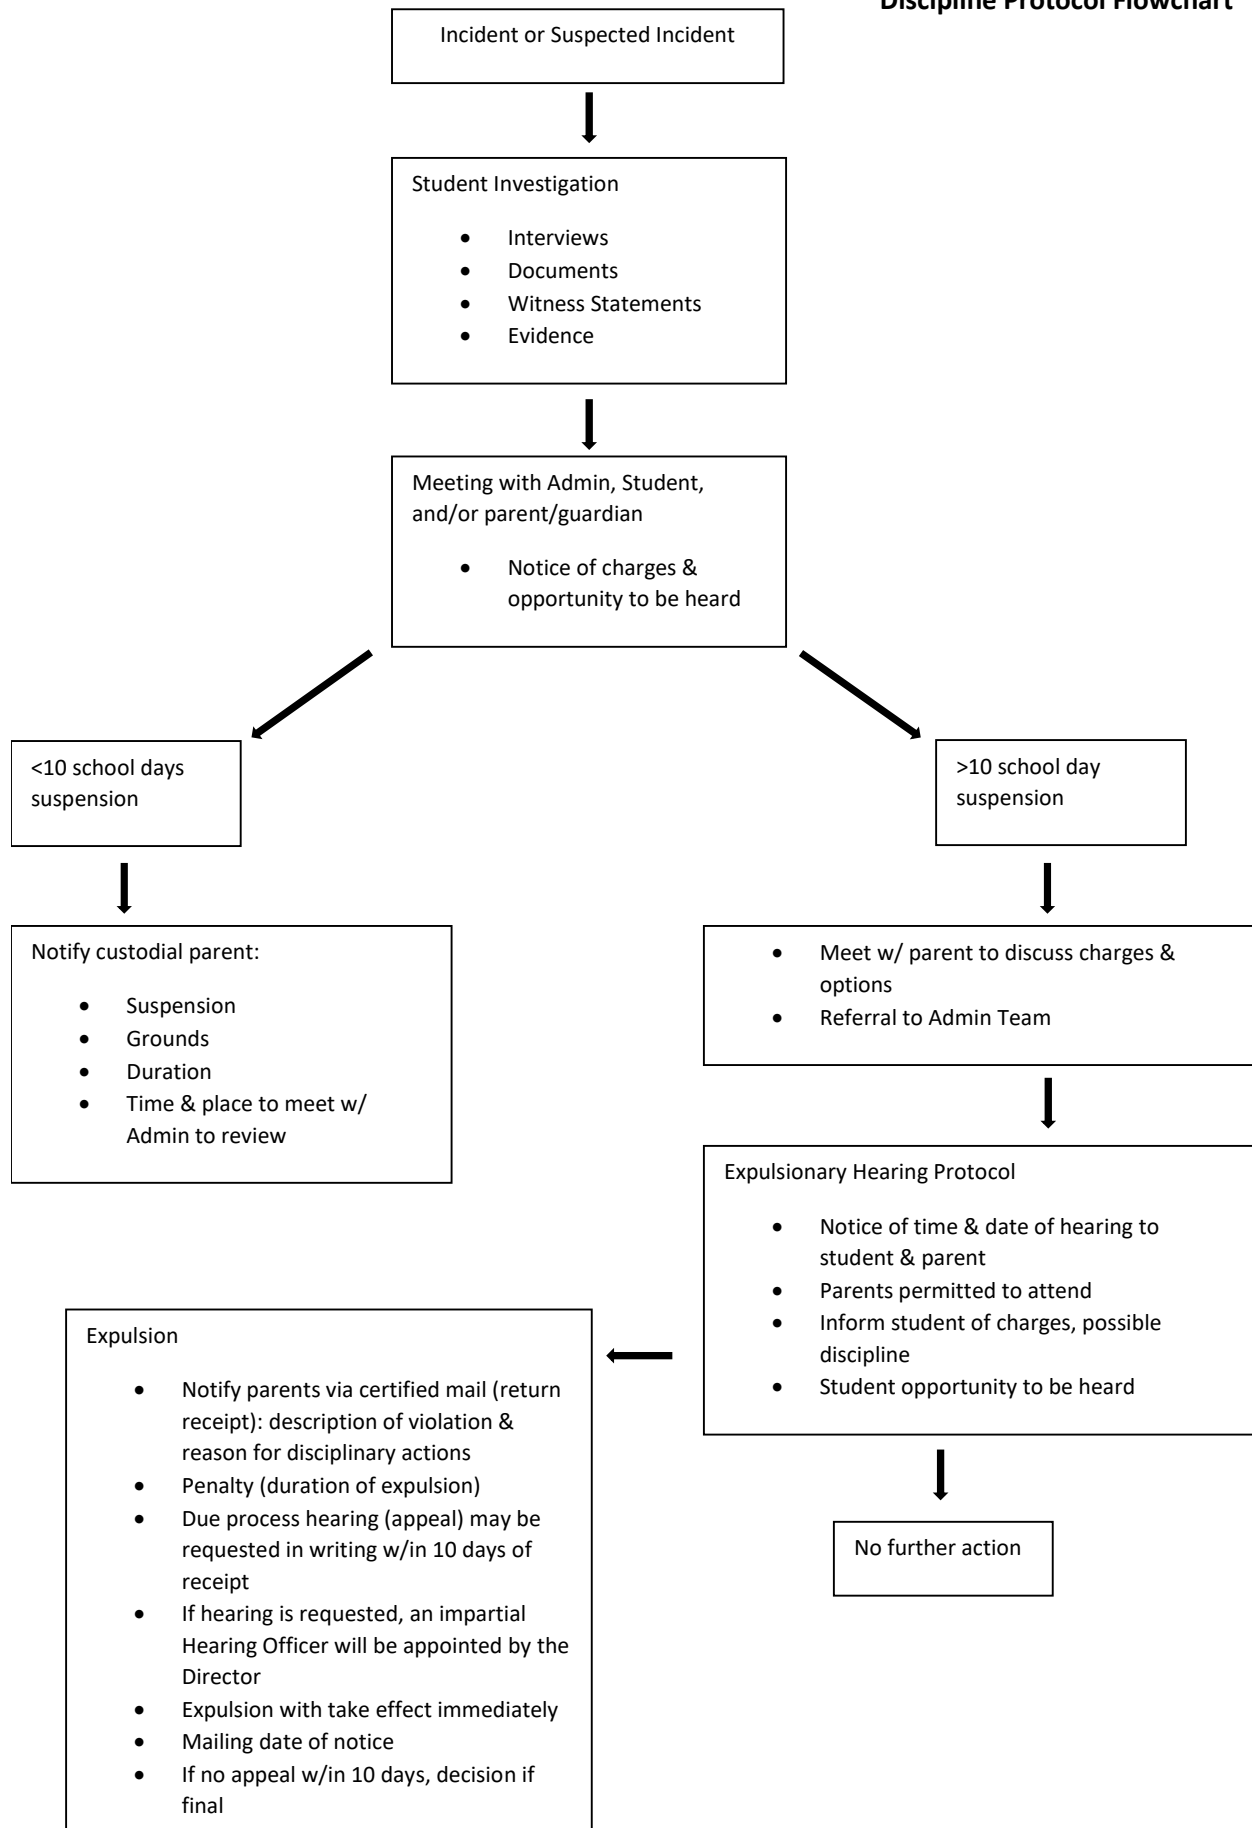 Discipline Protocol Flowchart
Incident or Suspected Incident
Student Investigation
• Interviews
• Documents
• Witness Statements
• Evidence
Meeting with Admin, Student,
and/or parent/guardian
• Notice of charges &
opportunity to be heard
<10 school days
suspension
>10 school day
suspension
Notify custodial parent:
• Suspension
• Grounds
• Duration
• Time & place to meet w/
Admin to review
• Meet w/ parent to discuss charges &
options
• Referral to Admin Team
Expulsionary Hearing Protocol
• Notice of time & date of hearing to
student & parent
• Parents permitted to attend
• Inform student of charges, possible
discipline
• Student opportunity to be heard
Expulsion
• Notify parents via certified mail (return
receipt): description of violation &
reason for disciplinary actions
• Penalty (duration of expulsion)
• Due process hearing (appeal) may be
requested in writing w/in 10 days of
receipt
• If hearing is requested, an impartial
Hearing Officer will be appointed by the
Director
• Expulsion with take effect immediately
• Mailing date of notice
• If no appeal w/in 10 days, decision if
final
No further action